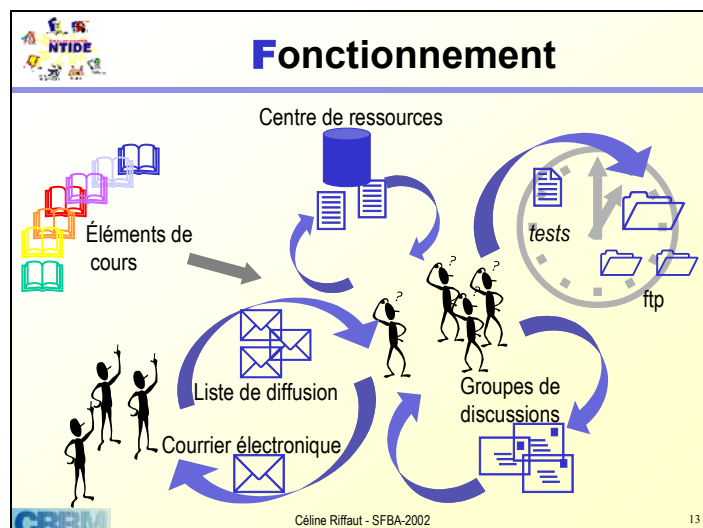 NTIDE
Fonctionnement
Centre de ressources
Éléments de
cours
tests
ftp
?
?
?
?
Liste de diffusion
Groupes de
discussions
Courrier électronique
CRBM
Céline Riffaut - SFBA-2002
13